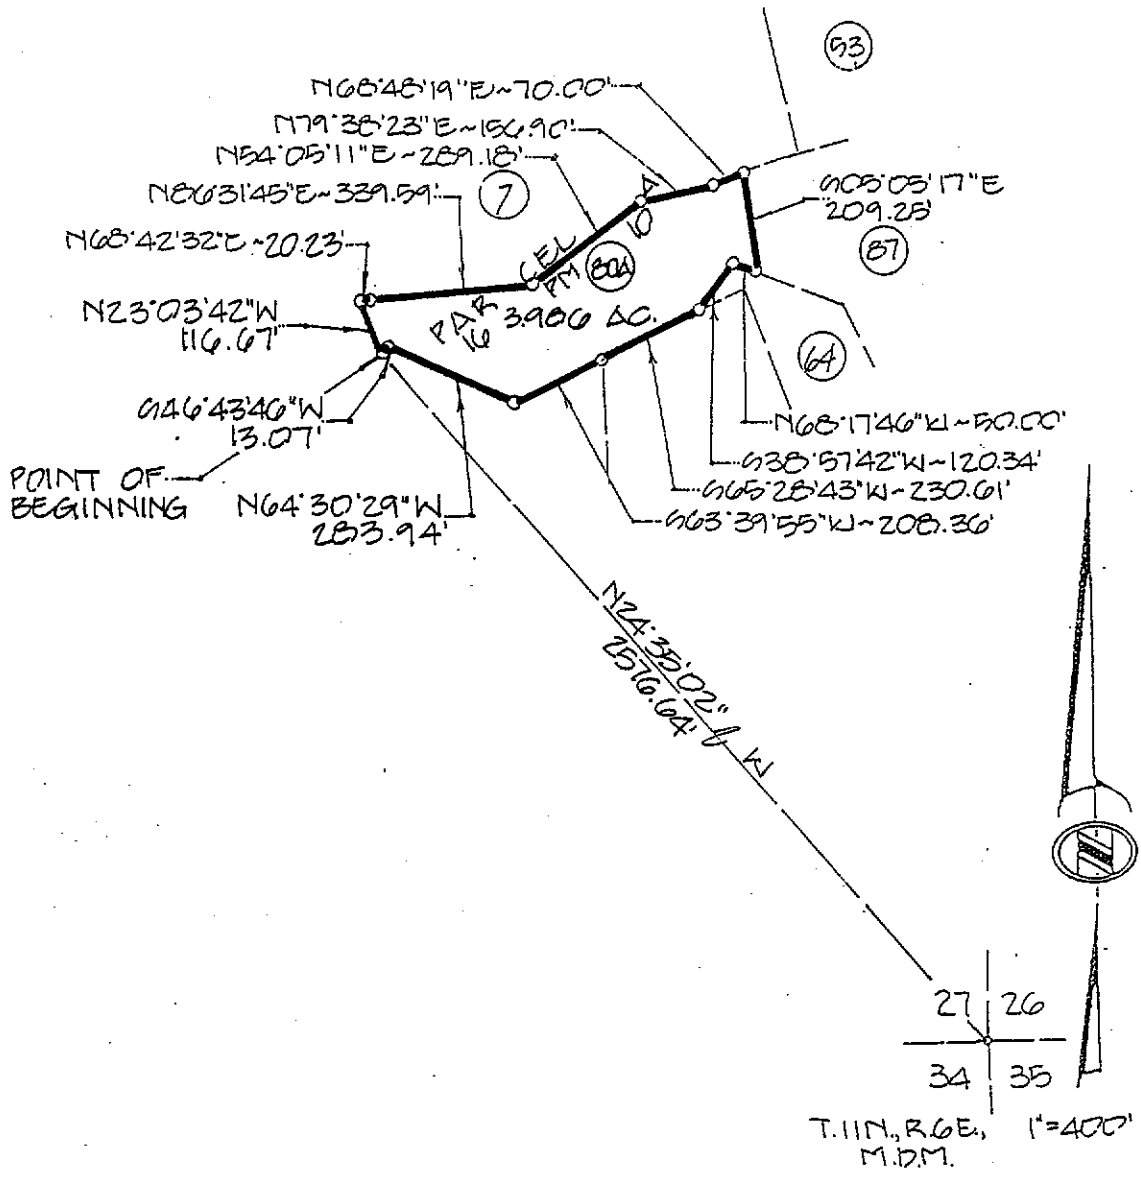 53
N68°48'19"E~70.00'
N79°38'23"E~156.90'
N54°05'11"E~289.18'
N86°31'45"E~339.59'
7
S05°05'17"E
209.25'
N68°42'32"E~20.23'
87
80A
PARCEL A
16 PM 10
3.986 AC.
N23°03'42"W
116.67'
64
S46°43'46"W
13.07'
N68°17'46"W~50.00'
S38°57'42"W~120.34'
POINT OF
BEGINNING
N64°30'29"W
283.94'
S65°28'43"W~230.61'
S63°39'55"W~208.36'
N24°35'02" W
2576.64'
N
27 26
34 35
T.11N., R.6E., 1"=400'
M.D.M.